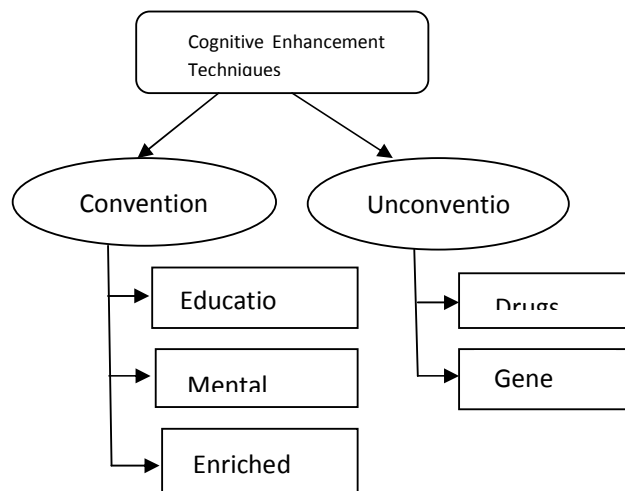 Cognitive Enhancement
Techniques
Convention
Unconventio
Educatio
Drugs
Mental
Gene
Enriched